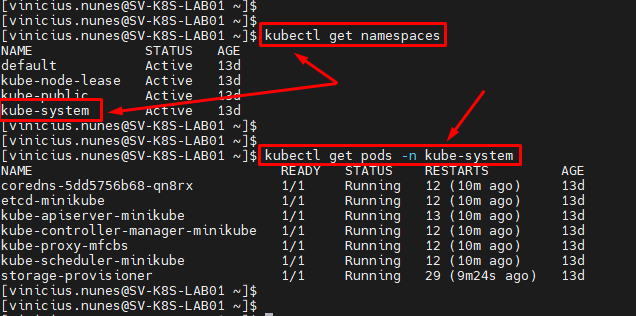 [vinicius.nunes@SV-K8S-LAB01 ~]$
[vinicius.nunes@SV-K8S-LAB01 ~]$
[vinicius.nunes@SV-K8S-LAB01 ~]$ kubectl get namespaces
NAME STATUS AGE
default Active 13d
kube-node-lease Active 13d
kube-public Active 13d
kube-system Active 13d
[vinicius.nunes@SV-K8S-LAB01 ~]$
[vinicius.nunes@SV-K8S-LAB01 ~]$
[vinicius.nunes@SV-K8S-LAB01 ~]$ kubectl get pods -n kube-system
NAME READY STATUS RESTARTS AGE
coredns-5dd5756b68-qn8rx 1/1 Running 12 (10m ago) 13d
etcd-minikube 1/1 Running 12 (10m ago) 13d
kube-apiserver-minikube 1/1 Running 13 (10m ago) 13d
kube-controller-manager-minikube 1/1 Running 12 (10m ago) 13d
kube-proxy-mfcbs 1/1 Running 12 (10m ago) 13d
kube-scheduler-minikube 1/1 Running 12 (10m ago) 13d
storage-provisioner 1/1 Running 29 (9m24s ago) 13d
[vinicius.nunes@SV-K8S-LAB01 ~]$
[vinicius.nunes@SV-K8S-LAB01 ~]$